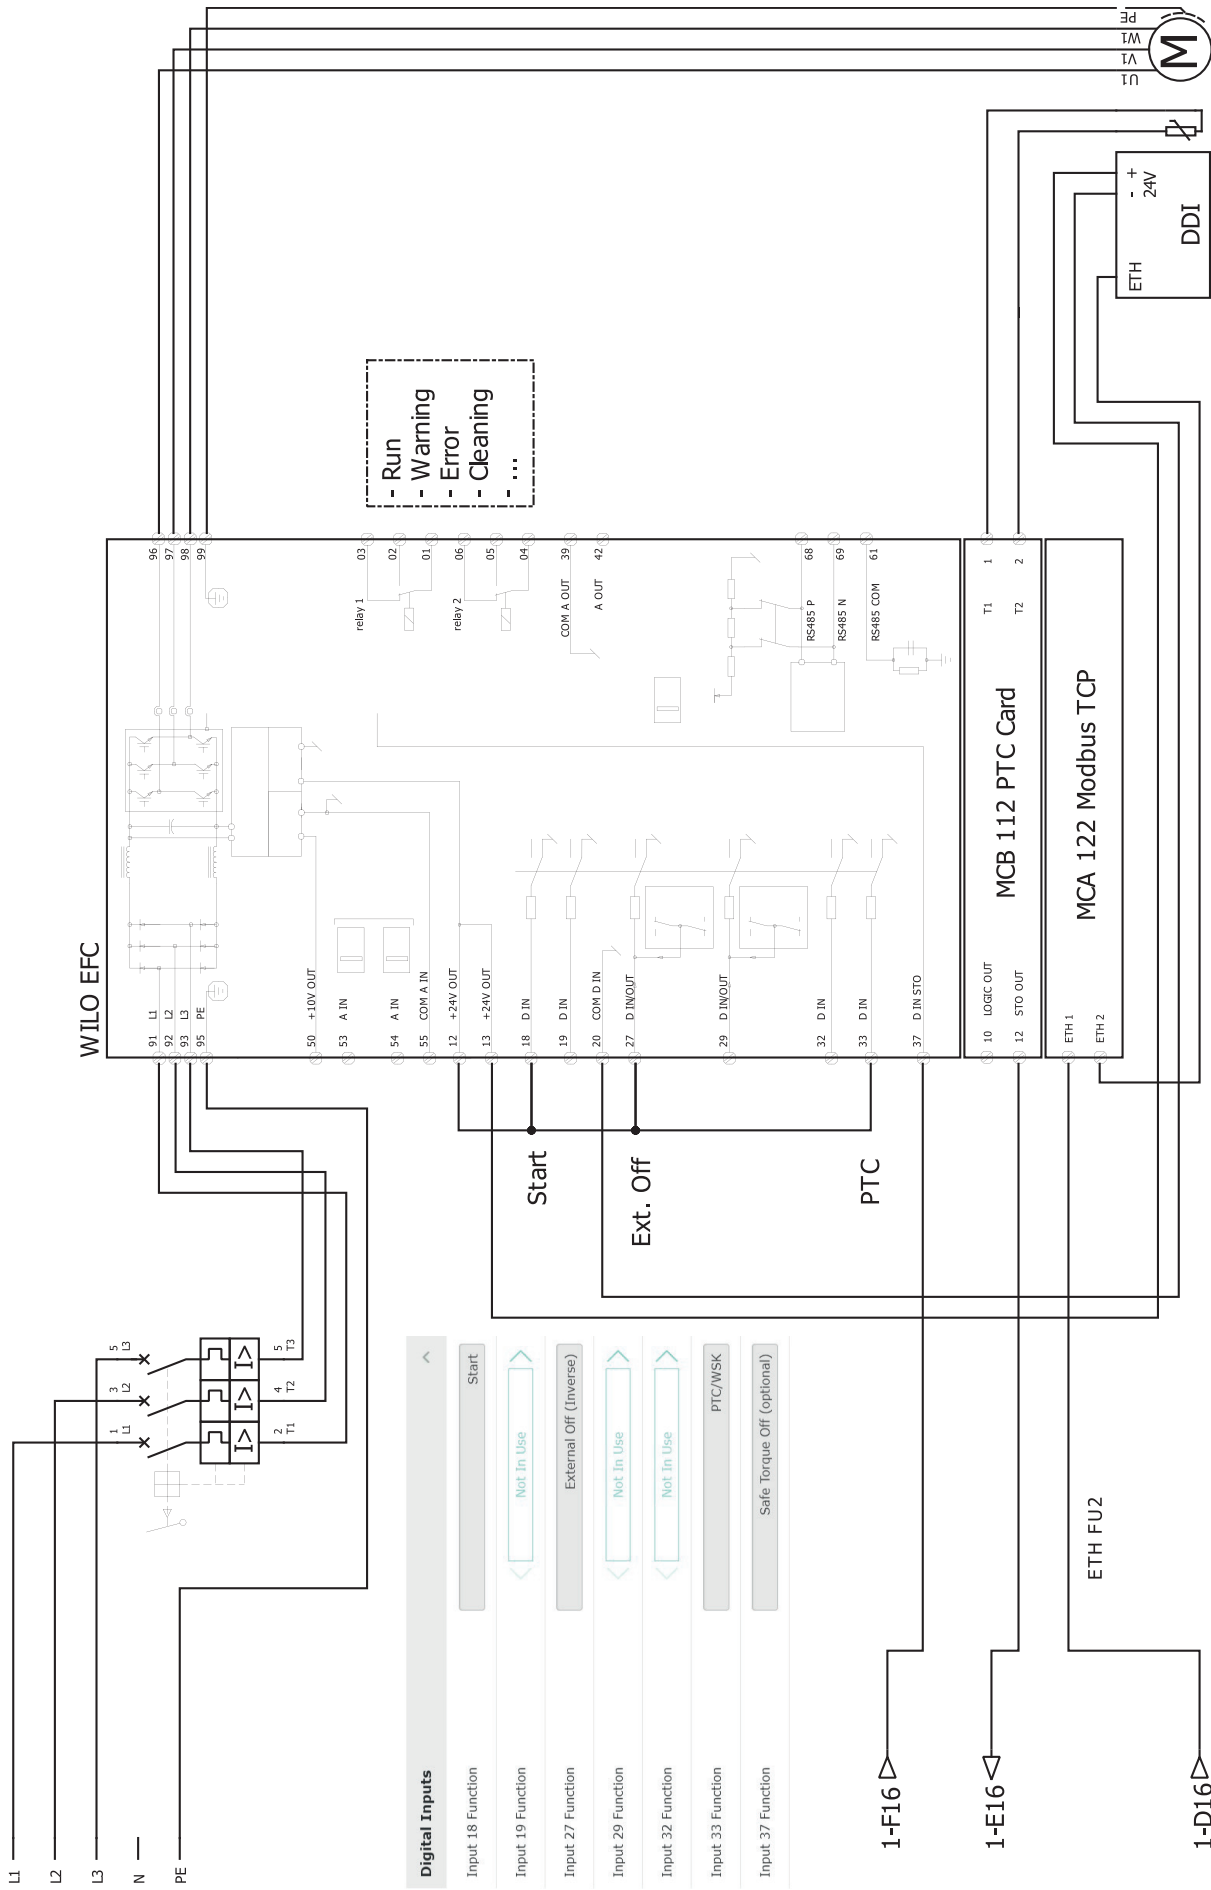 L1
L2
L3
N
PE
1 L1
3 L2
5 L3
I>
I>
I>
2 T1
4 T2
5 T3
WILO EFC
91 L1
92 L2
93 L3
95 PE
50 +10V OUT
53 A IN
54 A IN
55 COM A IN
12 +24V OUT
13 +24V OUT
18 D IN
19 D IN
20 COM D IN
27 D IN/OUT
29 D IN/OUT
32 D IN
33 D IN
37 D IN STO
96
97
98
99
relay 1
03
02
01
relay 2
06
05
04
COM A OUT 39
A OUT 42
RS485 P 68
RS485 N 69
RS485 COM 61
- Run
- Warning
- Error
- Cleaning
- ...
MCB 112 PTC Card
10 LOGIC OUT
12 STO OUT
T1 1
T2 2
MCA 122 Modbus TCP
ETH 1
ETH 2
Start
Ext. Off
PTC
PE
W1
V1
U1
M
+
-
24V
ETH
DDI
Digital Inputs
Input 18 Function Start
Input 19 Function Not In Use
Input 27 Function External Off (Inverse)
Input 29 Function Not In Use
Input 32 Function Not In Use
Input 33 Function PTC/WSK
Input 37 Function Safe Torque Off (optional)
1-F16
1-E16
ETH FU2
1-D16